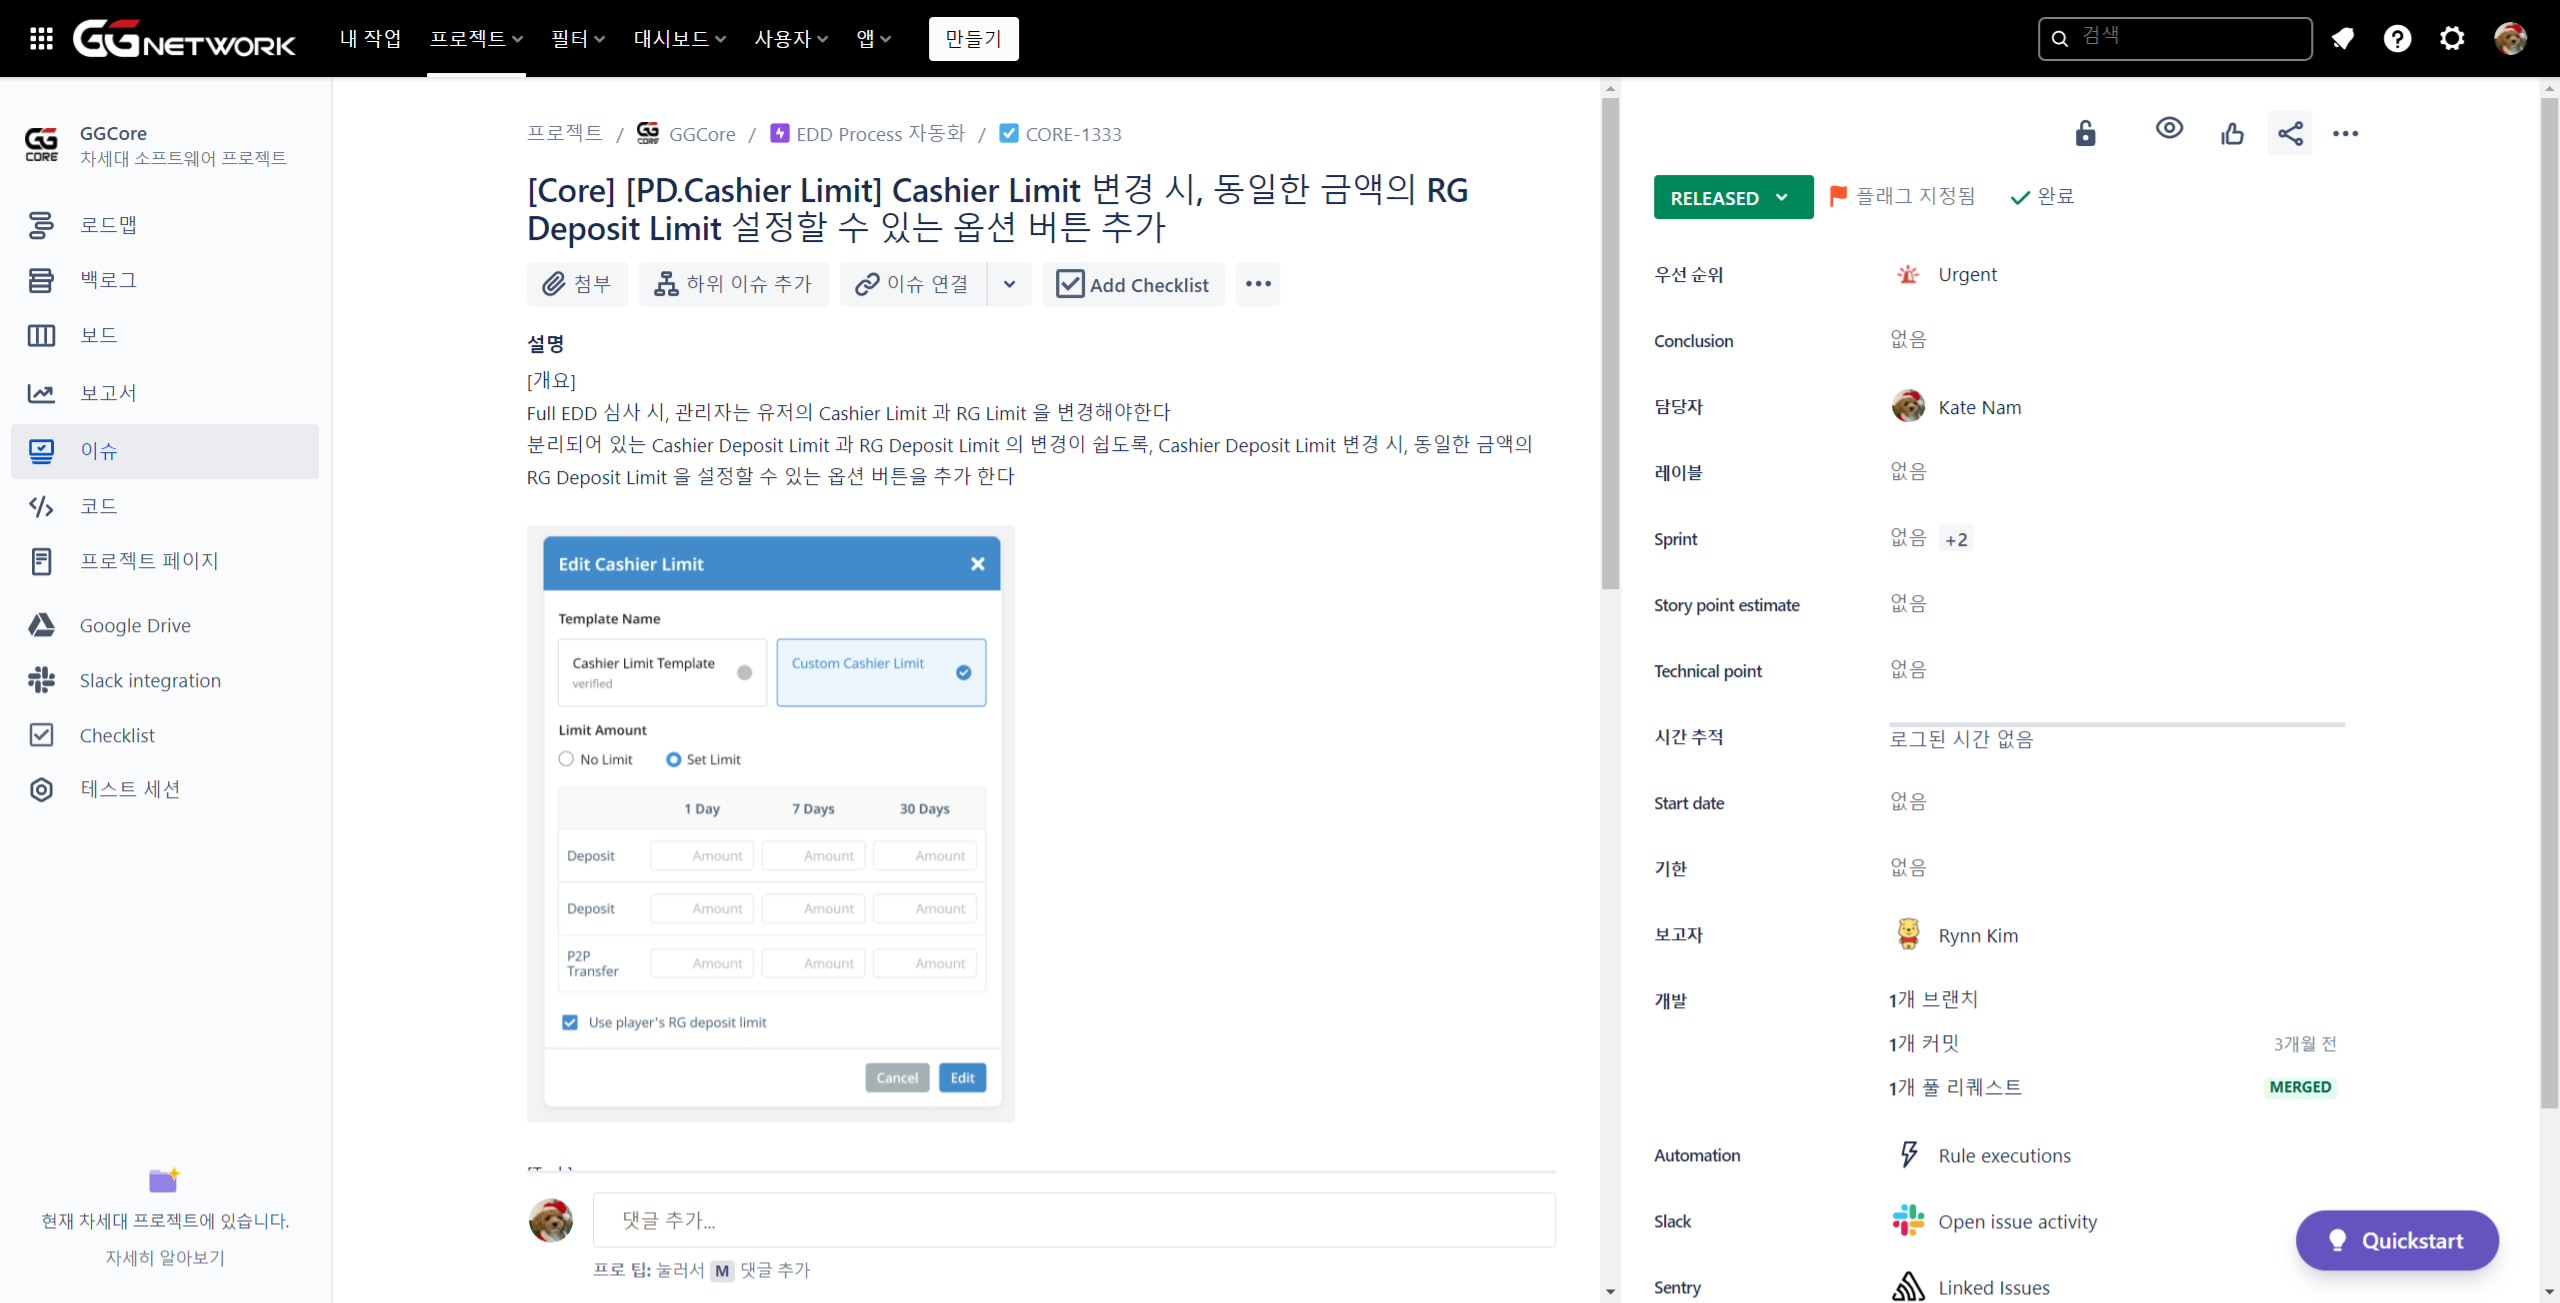 GGNETWORK
내 작업
프로젝트
필터
대시보드
사용자
앱
만들기
검색
GG CORE
GGCore
차세대 소프트웨어 프로젝트
로드맵
백로그
보드
보고서
이슈
코드
프로젝트 페이지
Google Drive
Slack integration
Checklist
테스트 세션
현재 차세대 프로젝트에 있습니다.
자세히 알아보기
프로젝트 / GGCore / EDD Process 자동화 / CORE-1333
[Core] [PD.Cashier Limit] Cashier Limit 변경 시, 동일한 금액의 RG
Deposit Limit 설정할 수 있는 옵션 버튼 추가
첨부
하위 이슈 추가
이슈 연결
Add Checklist
설명
[개요]
Full EDD 심사 시, 관리자는 유저의 Cashier Limit 과 RG Limit 을 변경해야한다
분리되어 있는 Cashier Deposit Limit 과 RG Deposit Limit 의 변경이 쉽도록, Cashier Deposit Limit 변경 시, 동일한 금액의
RG Deposit Limit 을 설정할 수 있는 옵션 버튼을 추가 한다
Edit Cashier Limit
Template Name
Cashier Limit Template
verified
Custom Cashier Limit
Limit Amount
No Limit
Set Limit
1 Day 7 Days 30 Days
Deposit Amount Amount Amount
Deposit Amount Amount Amount
P2P
Transfer Amount Amount Amount
Use player's RG deposit limit
Cancel
Edit
댓글 추가...
프로 팁: 눌러서 M 댓글 추가
RELEASED
플래그 지정됨
완료
우선 순위 Urgent
Conclusion 없음
담당자 Kate Nam
레이블 없음
Sprint 없음 +2
Story point estimate 없음
Technical point 없음
시간 추적 로그된 시간 없음
Start date 없음
기한 없음
보고자 Rynn Kim
개발 1개 브랜치
1개 커밋 3개월 전
1개 풀 리퀘스트 MERGED
Automation Rule executions
Slack Open issue activity
Sentry Linked Issues
Quickstart